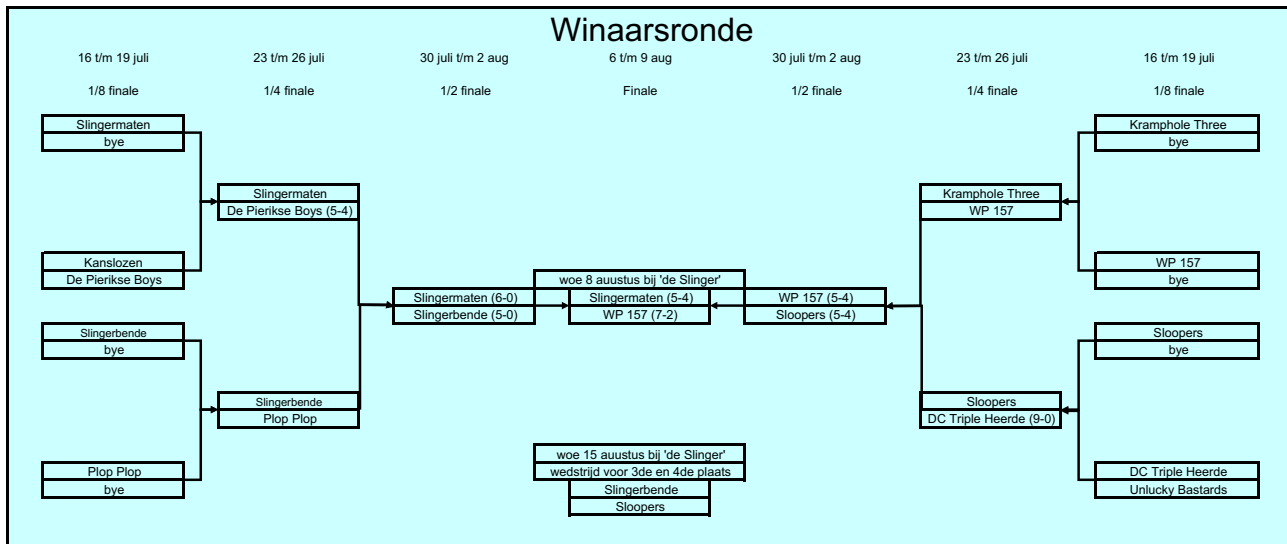 Winaarsronde
16 t/m 19 juli
23 t/m 26 juli
30 juli t/m 2 aug
6 t/m 9 aug
30 juli t/m 2 aug
23 t/m 26 juli
16 t/m 19 juli
1/8 finale
1/4 finale
1/2 finale
Finale
1/2 finale
1/4 finale
1/8 finale
Slingermaten
bye
Kramphole Three
bye
Slingermaten
De Pierikse Boys (5-4)
Kramphole Three
WP 157
Kanslozen
De Pierikse Boys
WP 157
bye
woe 8 auustus bij 'de Slinger'
Slingermaten (6-0)
Slingerbende (5-0)
Slingermaten (5-4)
WP 157 (7-2)
WP 157 (5-4)
Sloopers (5-4)
Slingerbende
bye
Sloopers
bye
Slingerbende
Plop Plop
Sloopers
DC Triple Heerde (9-0)
woe 15 auustus bij 'de Slinger'
wedstrijd voor 3de en 4de plaats
Slingerbende
Sloopers
Plop Plop
bye
DC Triple Heerde
Unlucky Bastards